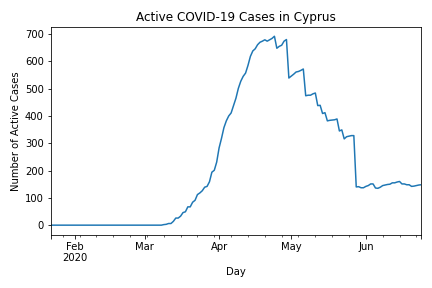 Active COVID-19 Cases in Cyprus
700
600
500
400
300
200
100
0
Number of Active Cases
Feb
2020
Mar
Apr
May
Jun
Day